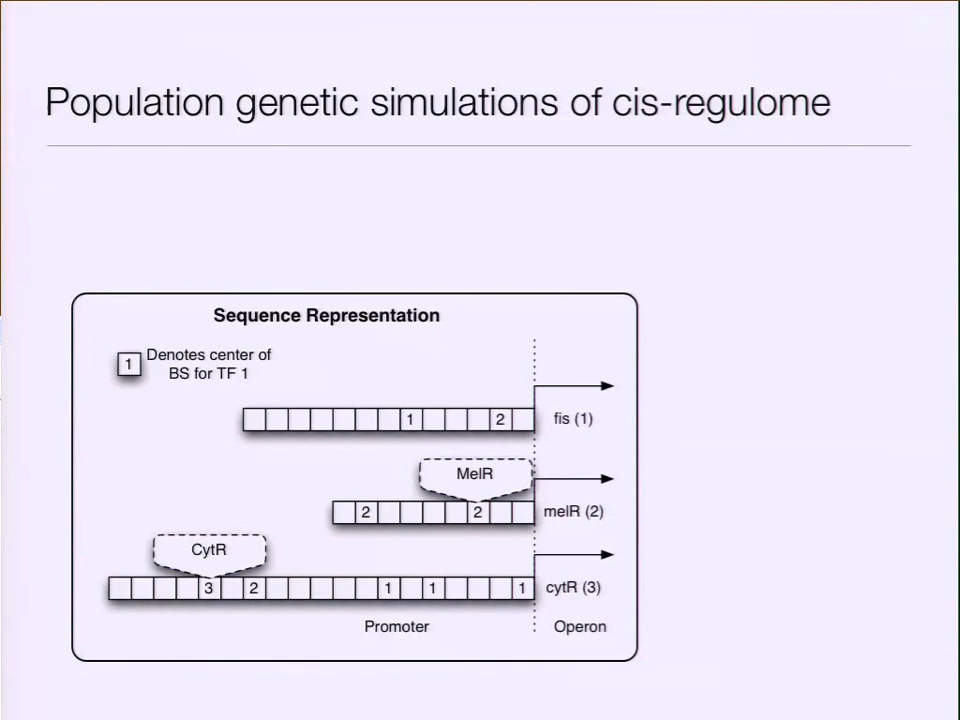 Population genetic simulations of cis-regulome
Sequence Representation
1 Denotes center of
BS for TF 1
1 2 fis (1)
MelR
2 2 melR (2)
CytR
3 2 1 1 1 cytR (3)
Promoter Operon